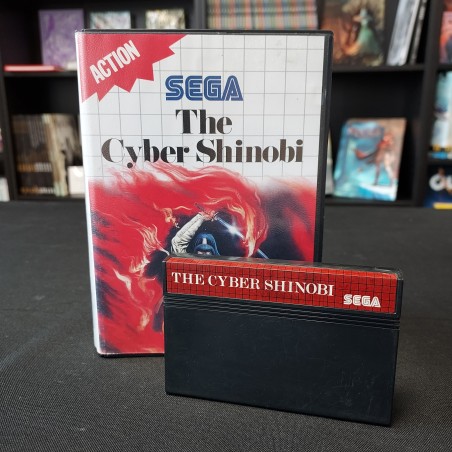 ACTION
SEGA
The
Cyber Shinobi
THE CYBER SHINOBI
SEGA